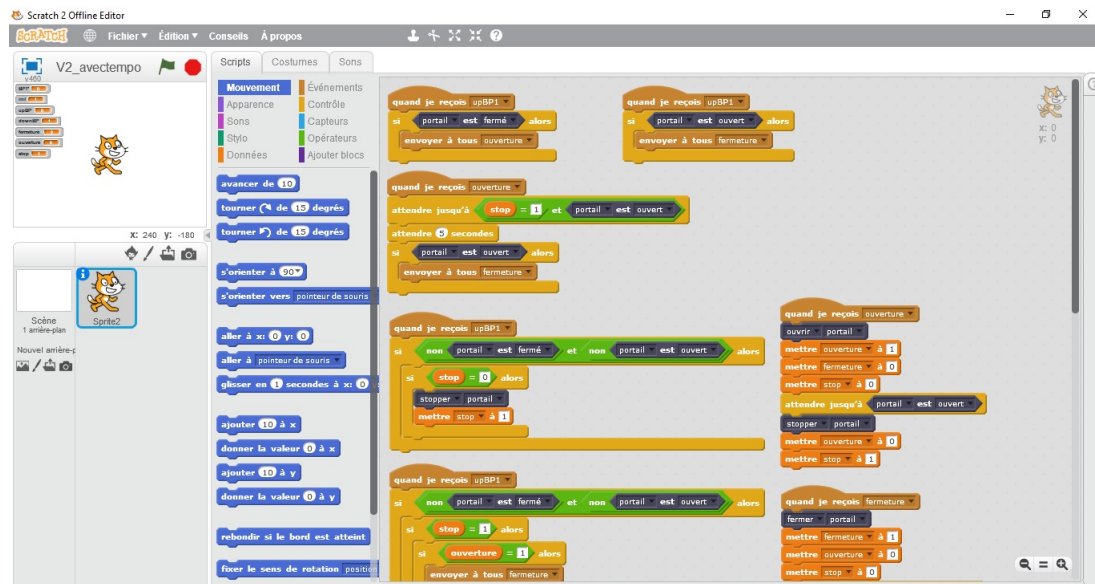 Scratch 2 Offline Editor
SCRATCH Fichier Édition Conseils À propos
V2_avectempo
v460
BP1
upBP
downBP
fermeture
ouverture
stop
X: 240 Y: -180
Scène
1 arrière-plan
Sprite2
Nouvel arrière-p
Scripts Costumes Sons
Mouvement Événements
Apparence Contrôle
Sons Capteurs
Stylo Opérateurs
Données Ajouter blocs
avancer de 10
tourner de 15 degrés
tourner de 15 degrés
s'orienter à 90
s'orienter vers pointeur de souris
aller à x: 0 y: 0
aller à pointeur de souris
glisser en 1 secondes à x: 0
ajouter 10 à x
donner la valeur 0 à x
ajouter 10 à y
donner la valeur 0 à y
rebondir si le bord est atteint
fixer le sens de rotation position
quand je reçois upBP1
si portail est fermé alors
envoyer à tous ouverture
quand je reçois upBP1
si portail est ouvert alors
envoyer à tous fermeture
x: 0
y: 0
quand je reçois ouverture
attendre jusqu'à stop = 1 et portail est ouvert
attendre 5 secondes
si portail est ouvert alors
envoyer à tous fermeture
quand je reçois upBP1
si non portail est fermé et non portail est ouvert alors
si stop = 0 alors
stopper portail
mettre stop à 1
quand je reçois upBP1
si non portail est fermé et non portail est ouvert alors
si stop = 1 alors
si ouverture = 1 alors
envoyer à tous fermeture
quand je reçois ouverture
ouvrir portail
mettre ouverture à 1
mettre fermeture à 0
mettre stop à 0
attendre jusqu'à portail est ouvert
stopper portail
mettre ouverture à 0
mettre stop à 1
quand je reçois fermeture
fermer portail
mettre fermeture à 1
mettre ouverture à 0
mettre stop à 0